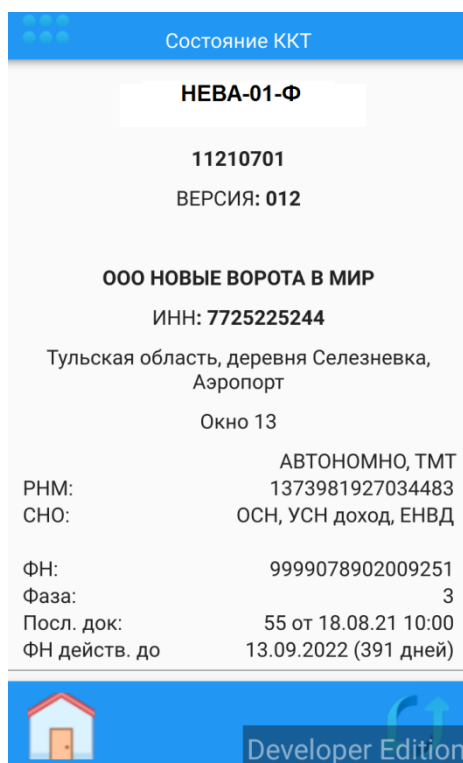 Состояние ККТ
НЕВА-01-Ф
11210701
ВЕРСИЯ: 012
ООО НОВЫЕ ВОРОТА В МИР
ИНН: 7725225244
Тульская область, деревня Селезневка,
Аэропорт
Окно 13
АВТОНОМНО, ТМТ
РНМ: 1373981927034483
СНО: ОСН, УСН доход, ЕНВД
ФН: 9999078902009251
Фаза: 3
Посл. док: 55 от 18.08.21 10:00
ФН действ. до 13.09.2022 (391 дней)
Developer Edition